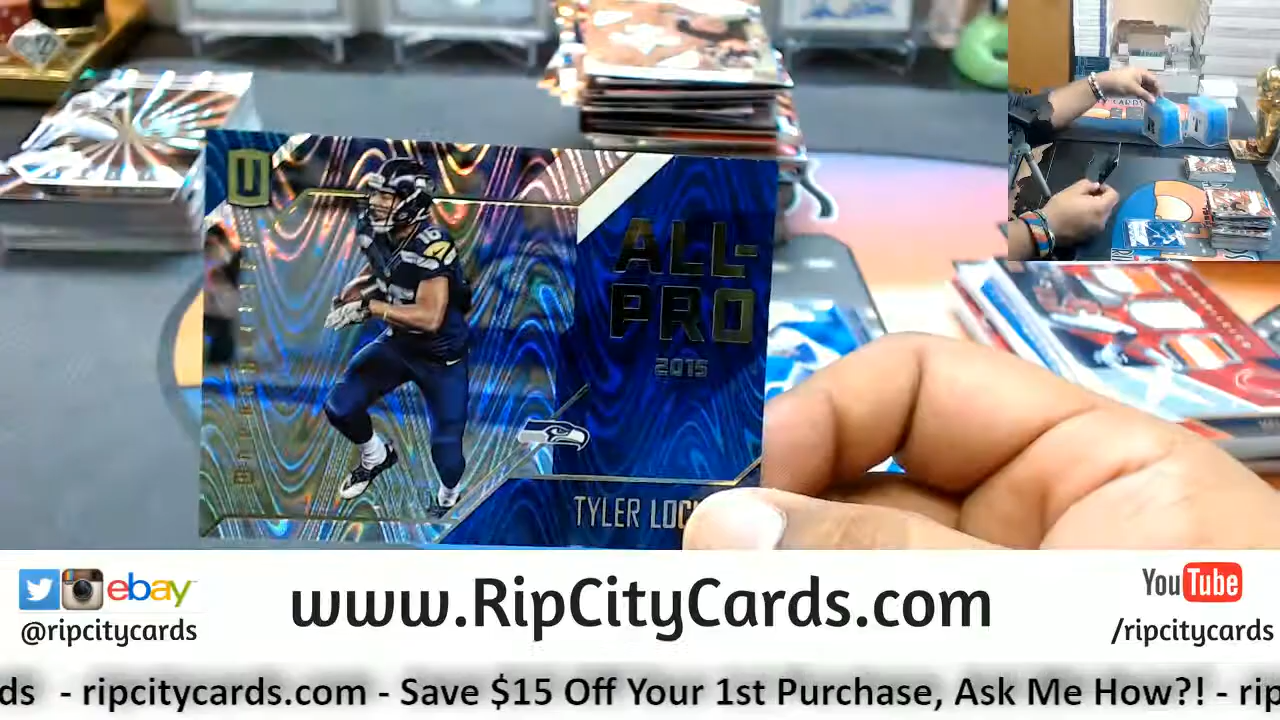 U
ALL-
PRO
2015
16
TYLER LOC
ebay
@ripcitycards
www.RipCityCards.com
YouTube
/ripcitycards
ds - ripcitycards.com - Save $15 Off Your 1st Purchase, Ask Me How?! - rip